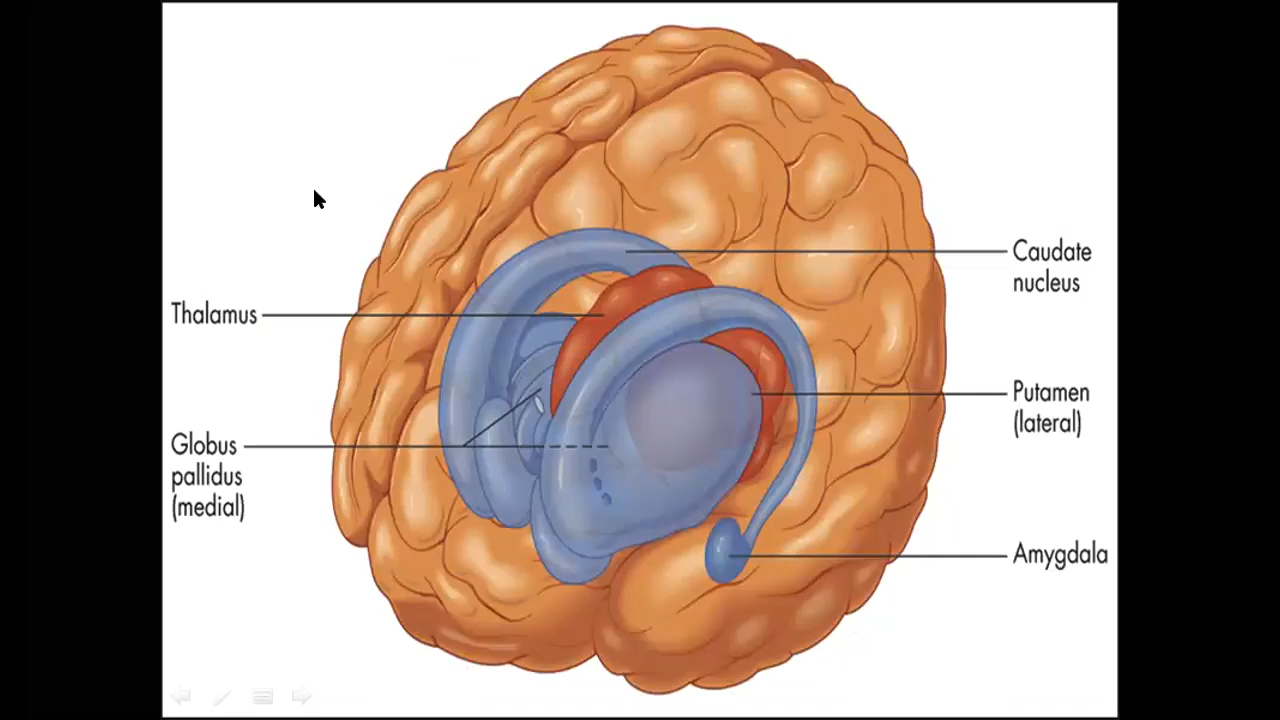 Caudate
nucleus
Thalamus
Putamen
(lateral)
Globus
pallidus
(medial)
Amygdala